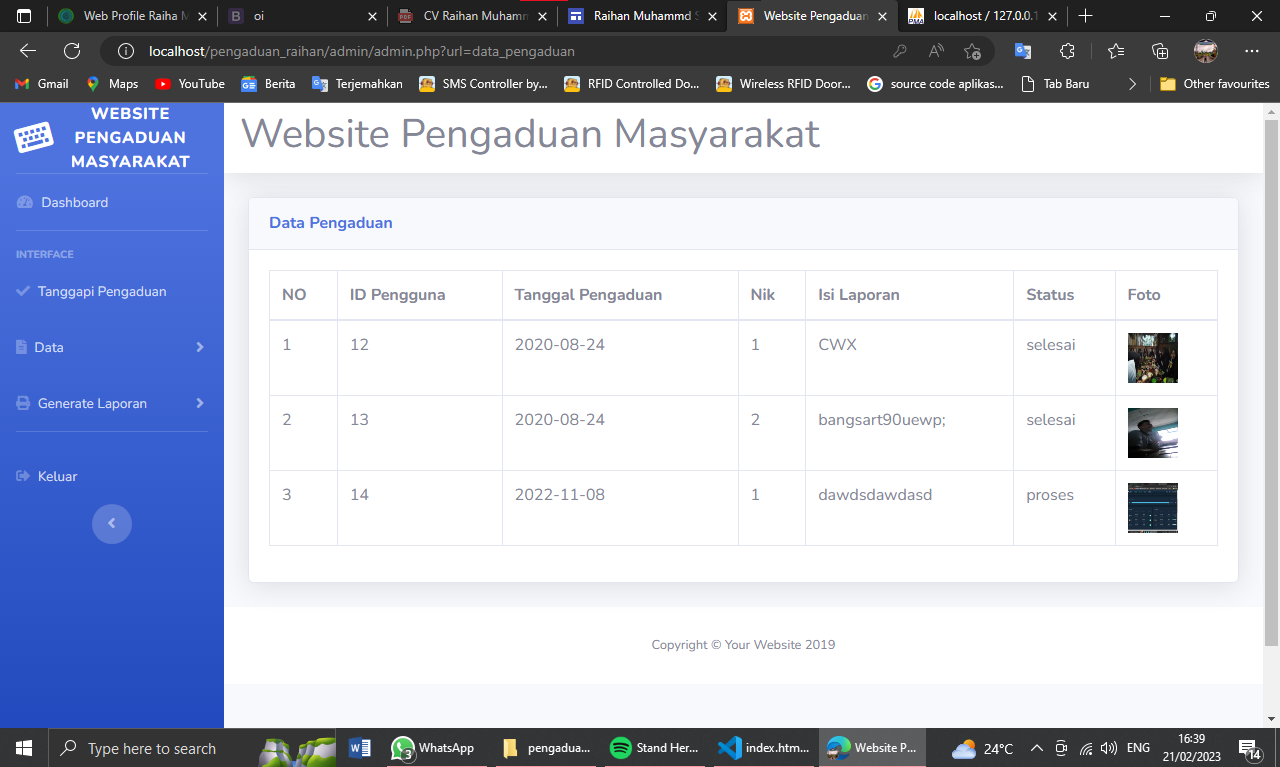 Web Profile Raiha M
oi
CV Raihan Muhamm
Raihan Muhammd S
Website Pengaduan
localhost / 127.0.0.1
localhost/pengaduan_raihan/admin/admin.php?url=data_pengaduan
Gmail
Maps
YouTube
Berita
Terjemahkan
SMS Controller by...
RFID Controlled Do...
Wireless RFID Door...
source code aplikas...
Tab Baru
Other favourites
WEBSITE
PENGADUAN
MASYARAKAT
Dashboard
INTERFACE
Tanggapi Pengaduan
Data
Generate Laporan
Keluar
Website Pengaduan Masyarakat
Data Pengaduan
NO ID Pengguna Tanggal Pengaduan Nik Isi Laporan Status Foto
1 12 2020-08-24 1 CWX selesai
2 13 2020-08-24 2 bangsart90uewp; selesai
3 14 2022-11-08 1 dawdsdawdasd proses
Copyright © Your Website 2019
Type here to search
3
WhatsApp
pengadua...
Stand Her...
index.htm...
Website P...
24°C
ENG
16:39
21/02/2023
14